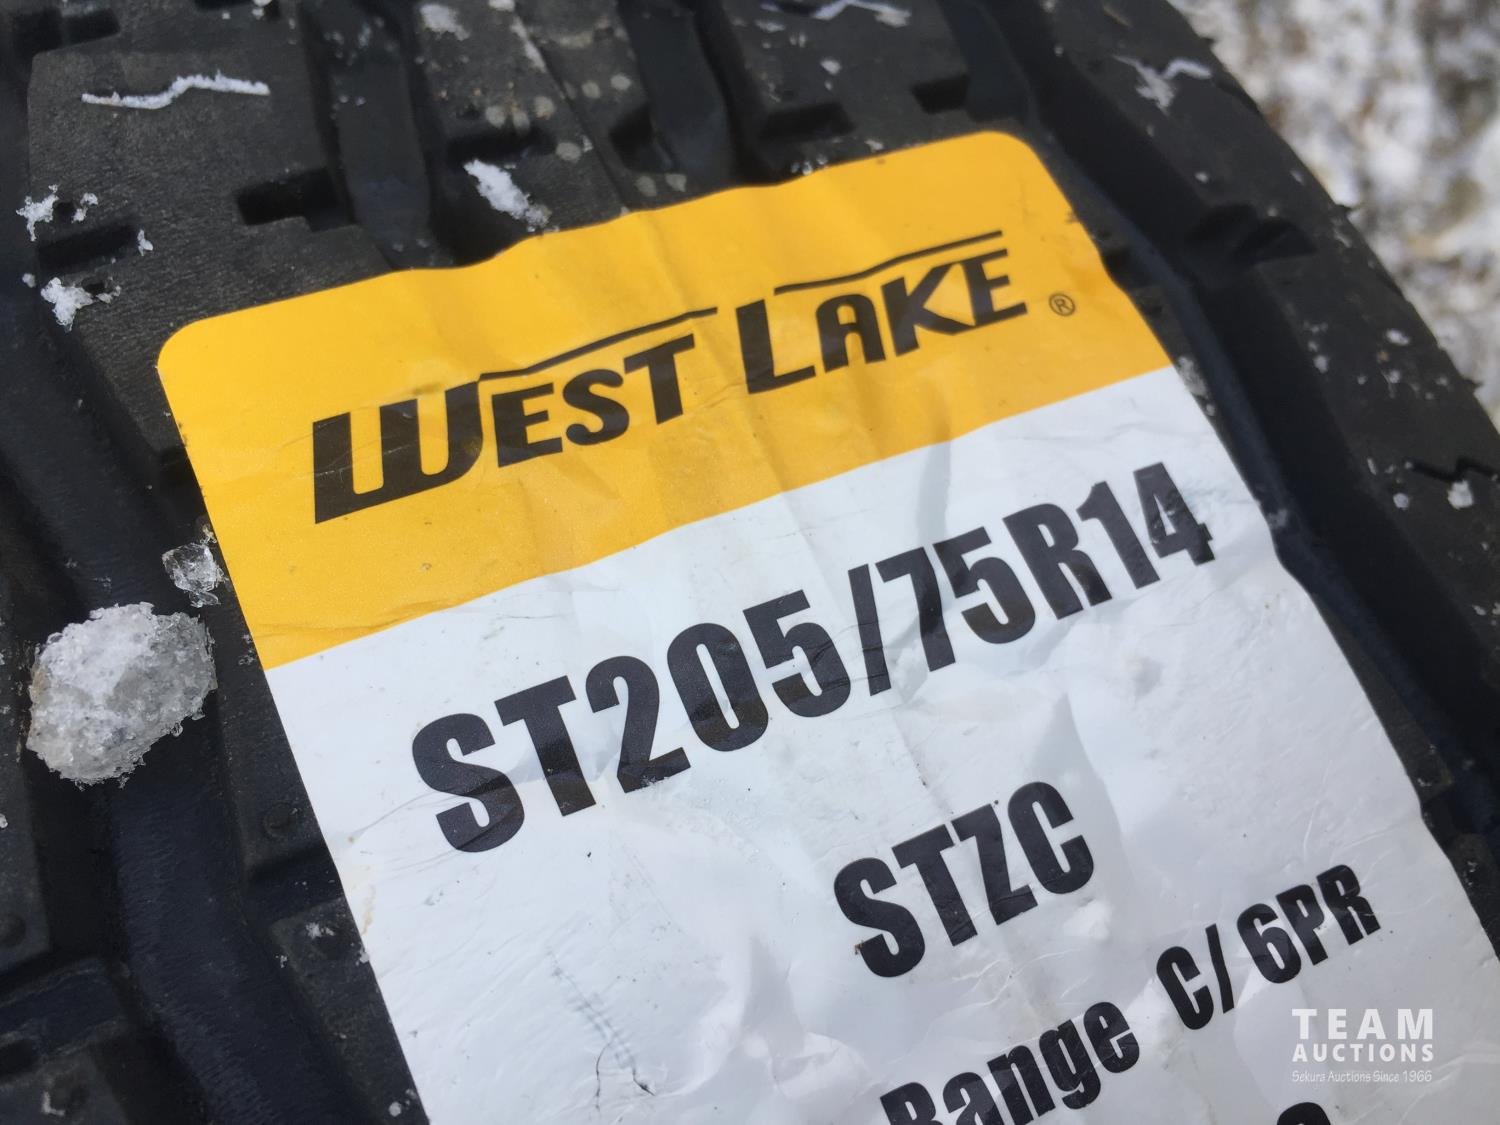 WEST LAKE ®
ST205/75R14
STZC
Range C/6PR
TEAM
AUCTIONS
Sekura Auctions Since 1966